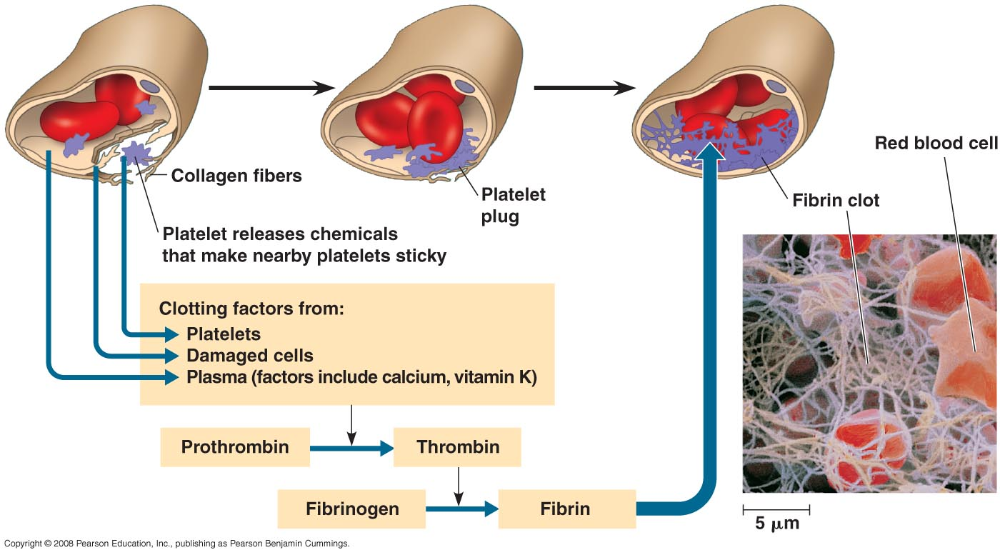 Collagen fibers
Platelet releases chemicals
that make nearby platelets sticky
Platelet
plug
Red blood cell
Fibrin clot
Clotting factors from:
Platelets
Damaged cells
Plasma (factors include calcium, vitamin K)
Prothrombin
Thrombin
Fibrinogen
Fibrin
5 μm
Copyright © 2008 Pearson Education, Inc., publishing as Pearson Benjamin Cummings.